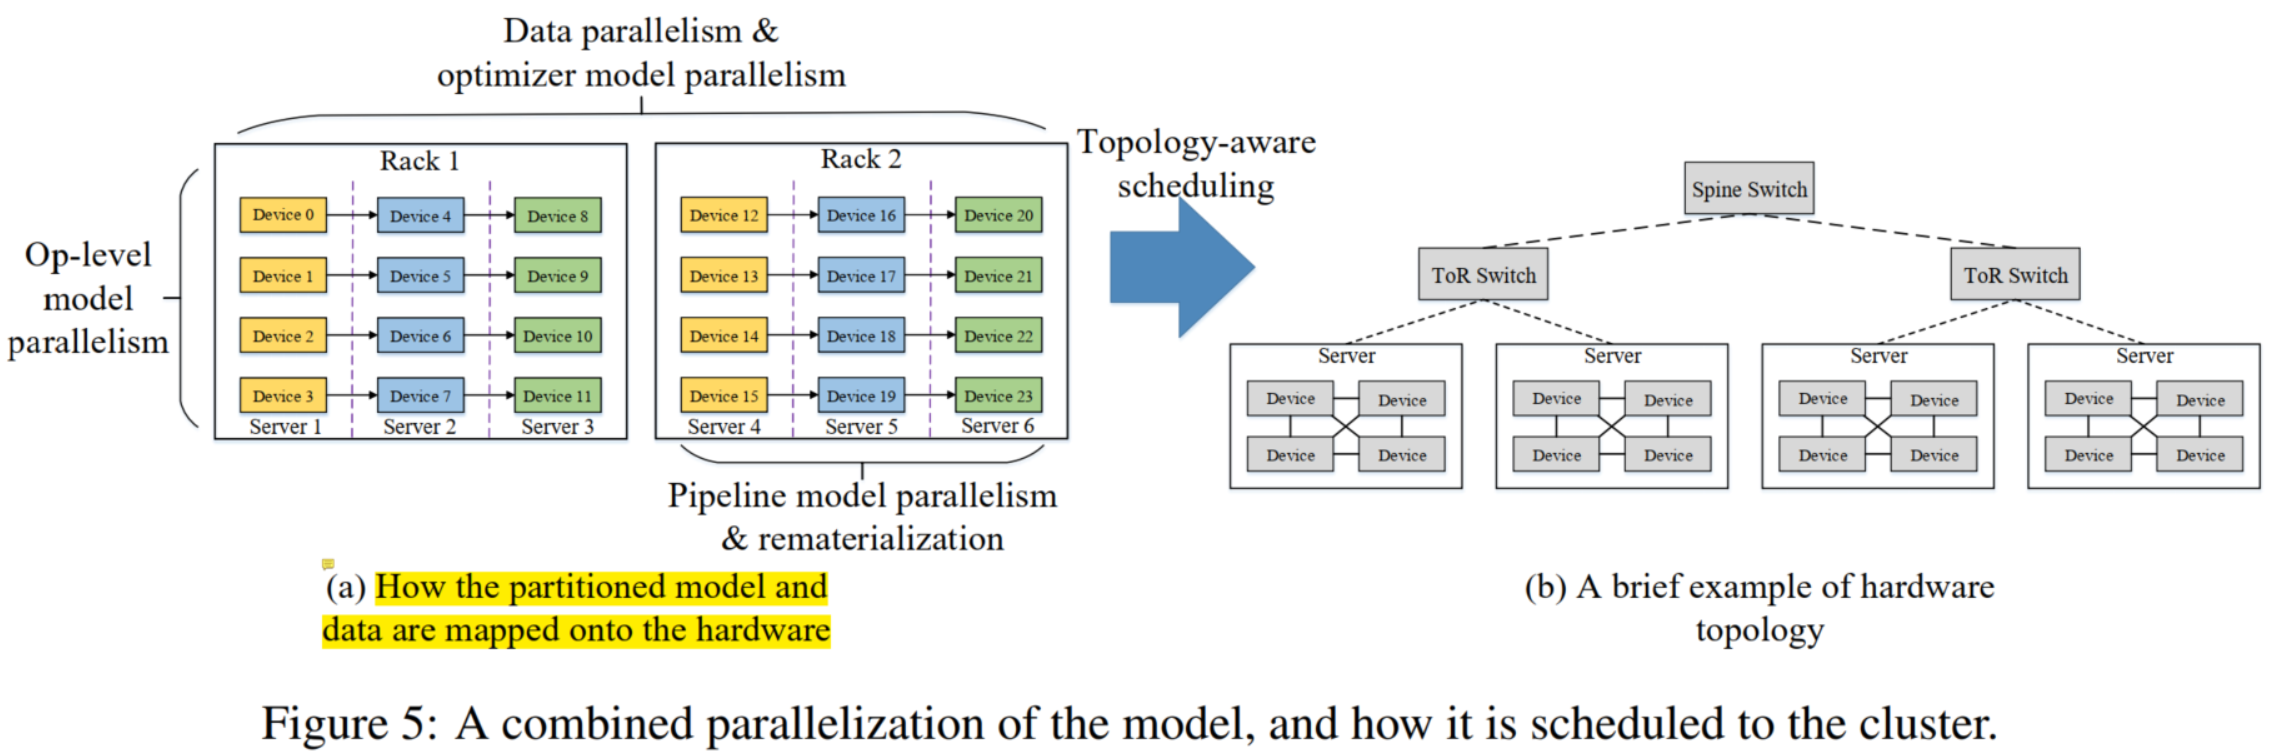 Data parallelism &
optimizer model parallelism
Op-level
model
parallelism
Rack 1
Device 0
Device 4
Device 8
Device 1
Device 5
Device 9
Device 2
Device 6
Device 10
Device 3
Device 7
Device 11
Server 1
Server 2
Server 3
Rack 2
Device 12
Device 16
Device 20
Device 13
Device 17
Device 21
Device 14
Device 18
Device 22
Device 15
Device 19
Device 23
Server 4
Server 5
Server 6
Pipeline model parallelism
& rematerialization
(a) How the partitioned model and
data are mapped onto the hardware
Topology-aware
scheduling
Spine Switch
ToR Switch
ToR Switch
Server
Device
Device
Device
Device
Server
Device
Device
Device
Device
Server
Device
Device
Device
Device
Server
Device
Device
Device
Device
(b) A brief example of hardware
topology
Figure 5: A combined parallelization of the model, and how it is scheduled to the cluster.